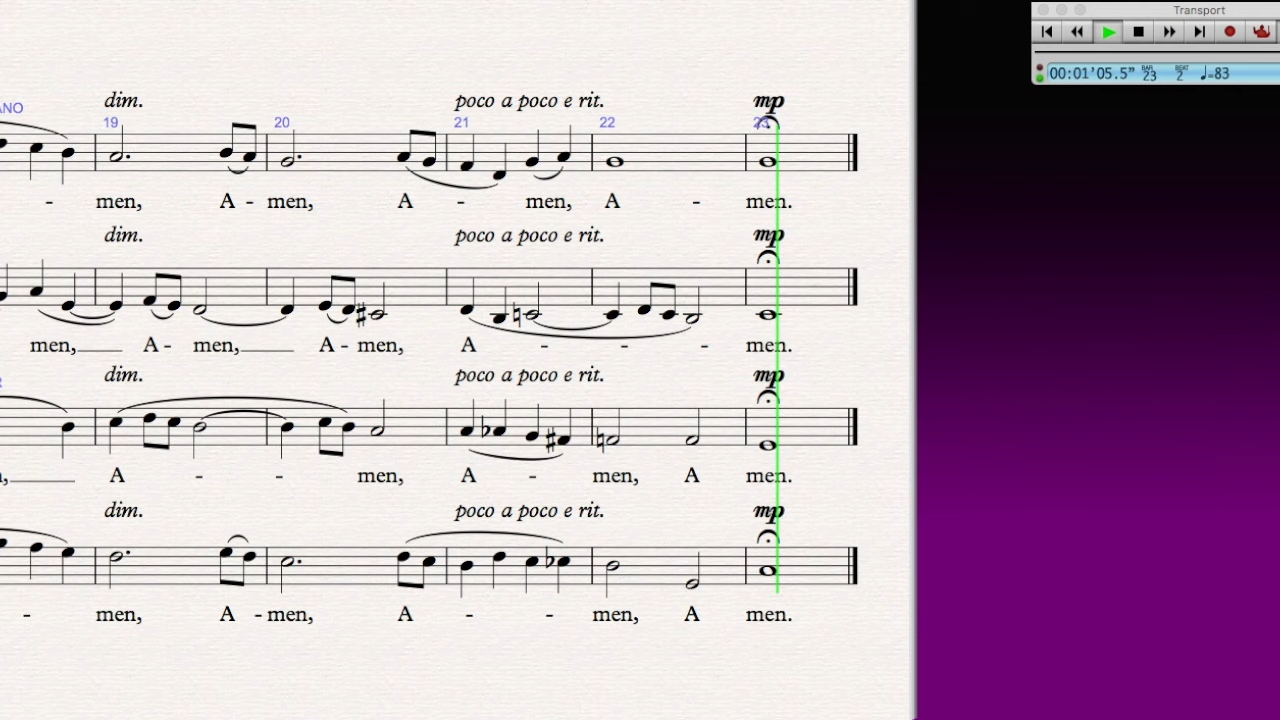 Transport
00:01'05.5" BAR 23 BEAT 2 ♩=83
ANO
dim. poco a poco e rit. mp
19 20 21 22 23
- men, A - men, A - men, A - men.
dim. poco a poco e rit. mp
men, A - men, A - men, A - - - men.
dim. poco a poco e rit. mp
A - - men, A - men, A men.
dim. poco a poco e rit. mp
- men, A - men, A - - men, A men.